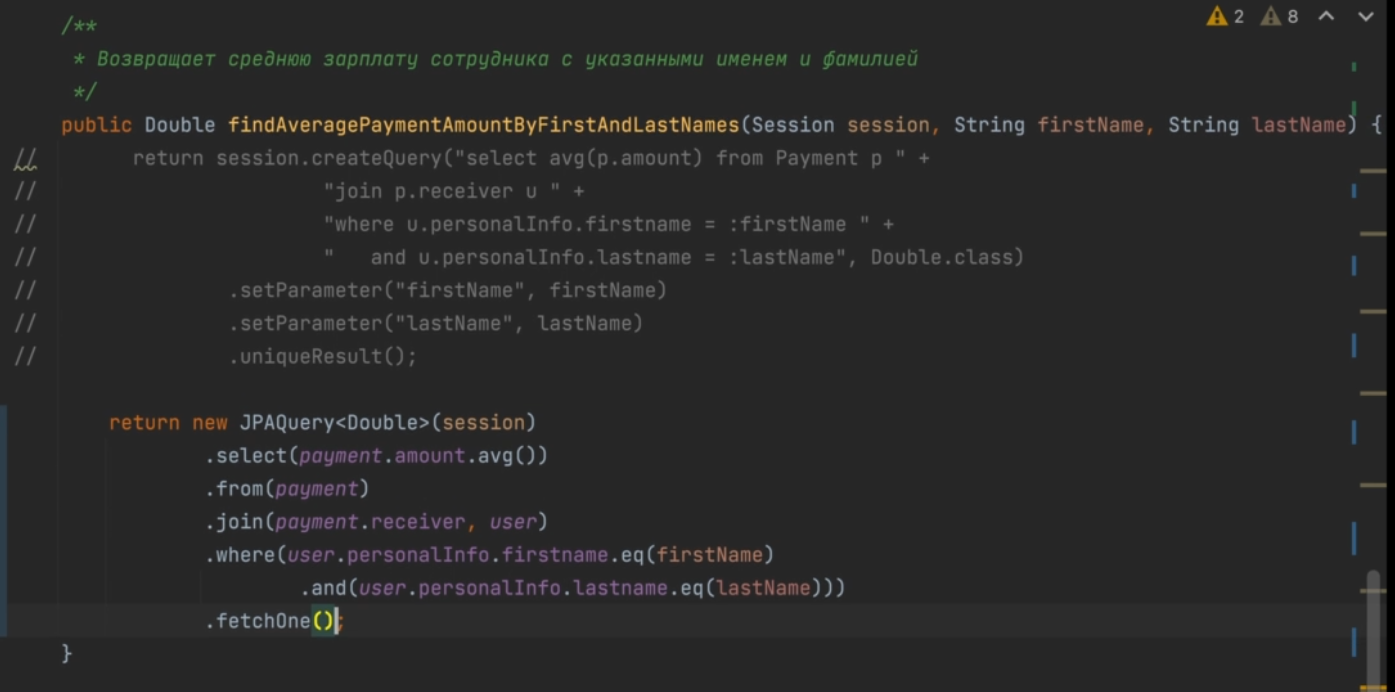 2 8
/**
* Возвращает среднюю зарплату сотрудника с указанными именем и фамилией
*/
public Double findAveragePaymentAmountByFirstAndLastNames(Session session, String firstName, String lastName) {
// return session.createQuery("select avg(p.amount) from Payment p " +
// "join p.receiver u " +
// "where u.personalInfo.firstname = :firstName " +
// "   and u.personalInfo.lastname = :lastName", Double.class)
// .setParameter("firstName", firstName)
// .setParameter("lastName", lastName)
// .uniqueResult();
return new JPAQuery<Double>(session)
.select(payment.amount.avg())
.from(payment)
.join(payment.receiver, user)
.where(user.personalInfo.firstname.eq(firstName)
.and(user.personalInfo.lastname.eq(lastName)))
.fetchOne();
}